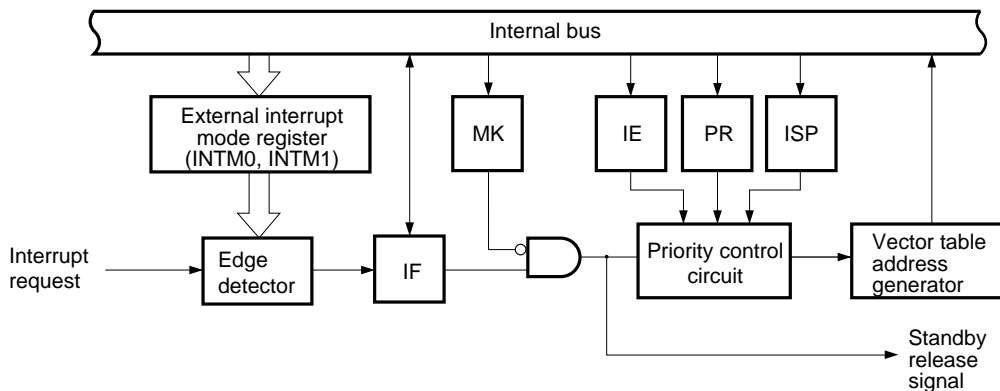 Internal bus
External interrupt
mode register
(INTM0, INTM1)
MK
IE
PR
ISP
Interrupt
request
Edge
detector
IF
Priority control
circuit
Vector table
address
generator
Standby
release
signal